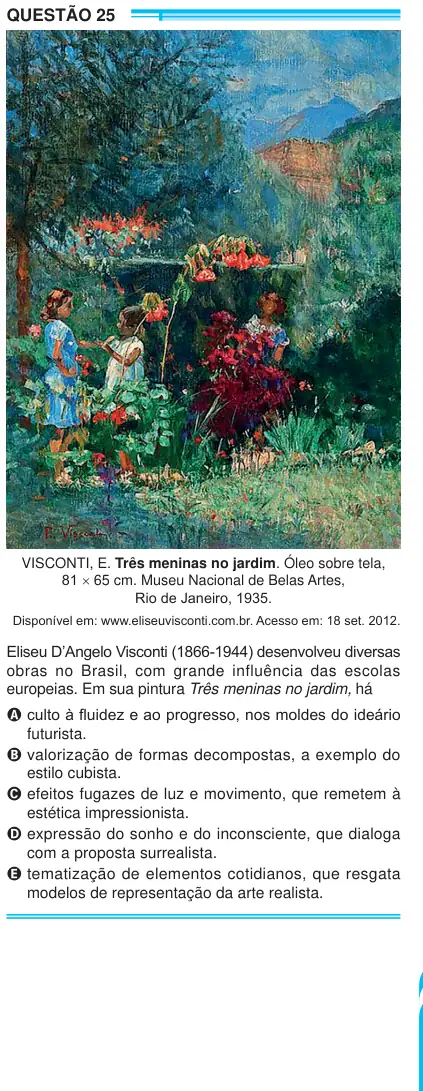 QUESTÃO 25
VISCONTI, E. Três meninas no jardim. Óleo sobre tela,
81 × 65 cm. Museu Nacional de Belas Artes,
Rio de Janeiro, 1935.
Disponível em: www.eliseuvisconti.com.br. Acesso em: 18 set. 2012.
Eliseu D’Angelo Visconti (1866-1944) desenvolveu diversas
obras no Brasil, com grande influência das escolas
europeias. Em sua pintura Três meninas no jardim, há
A culto à fluidez e ao progresso, nos moldes do ideário
futurista.
B valorização de formas decompostas, a exemplo do
estilo cubista.
C efeitos fugazes de luz e movimento, que remetem à
estética impressionista.
D expressão do sonho e do inconsciente, que dialoga
com a proposta surrealista.
E tematização de elementos cotidianos, que resgata
modelos de representação da arte realista.